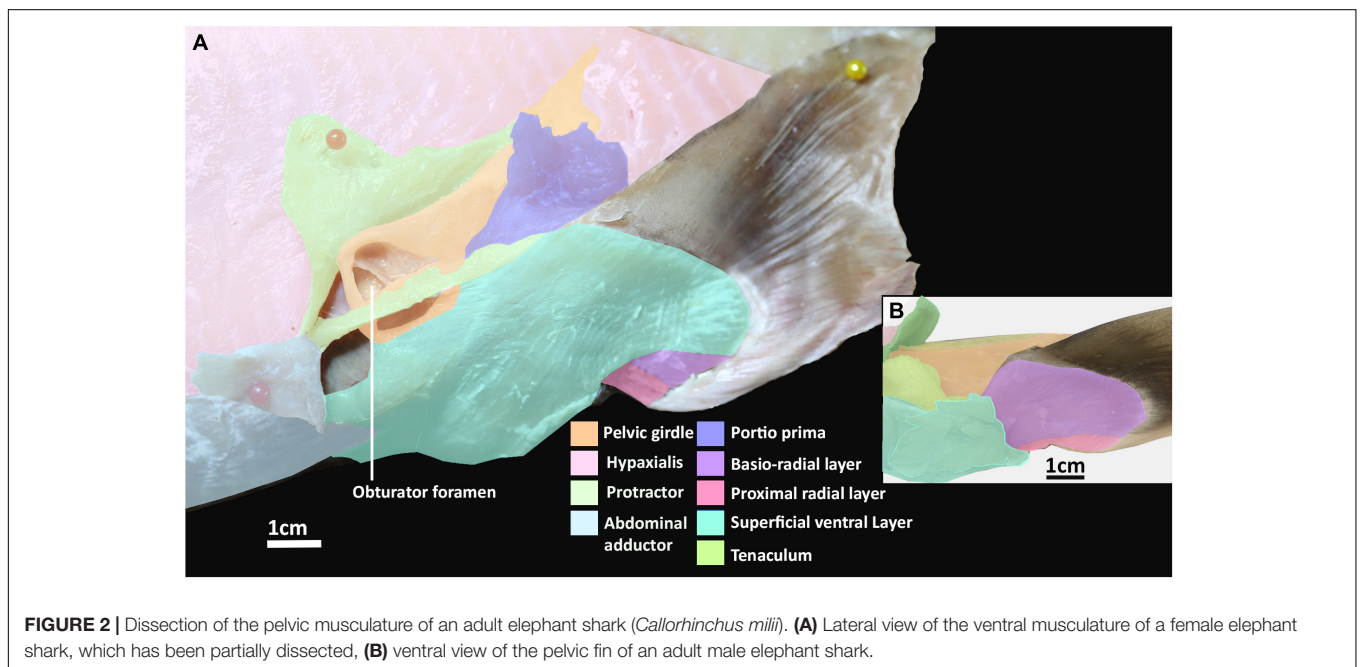 A
B
1cm
Obturator foramen
1cm
Pelvic girdle
Hypaxialis
Protractor
Abdominal
adductor
Portio prima
Basio-radial layer
Proximal radial layer
Superficial ventral Layer
Tenaculum
FIGURE 2 | Dissection of the pelvic musculature of an adult elephant shark (Callorhinchus milii). (A) Lateral view of the ventral musculature of a female elephant
shark, which has been partially dissected, (B) ventral view of the pelvic fin of an adult male elephant shark.